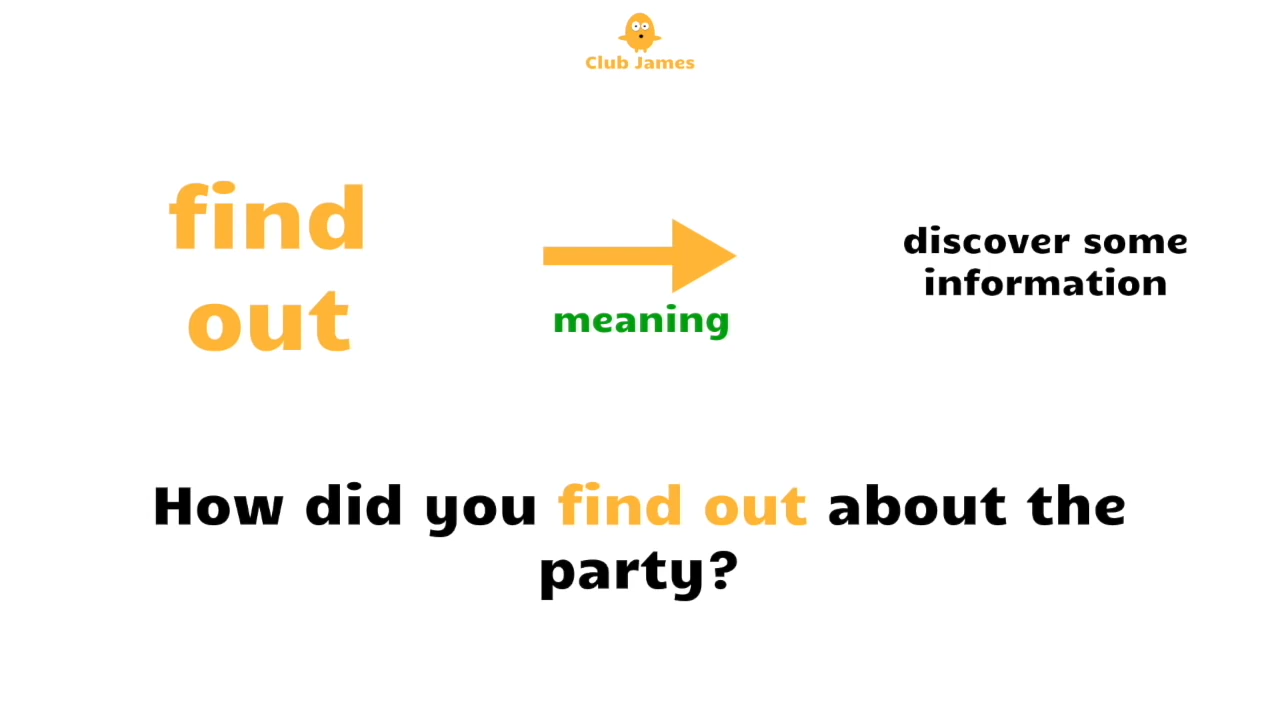 Club James
find
out
meaning
discover some
information
How did you find out about the
party?